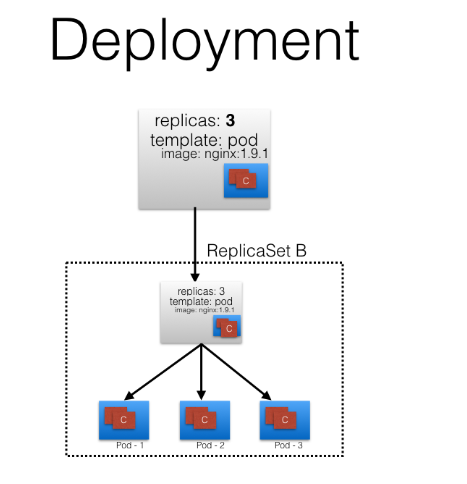 Deployment
replicas: 3
template: pod
image: nginx:1.9.1
C
ReplicaSet B
replicas: 3
template: pod
image: nginx:1.9.1
C
C
C
C
Pod - 1
Pod - 2
Pod - 3